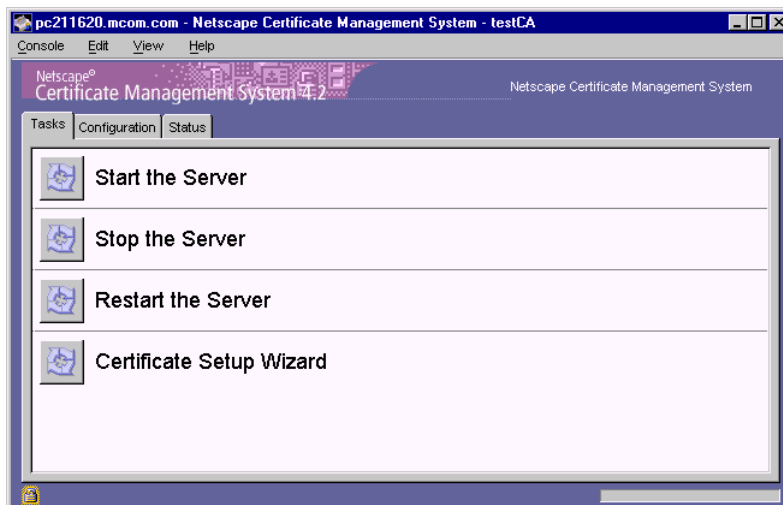 pc211620.mcom.com - Netscape Certificate Management System - testCA
Console Edit View Help
Netscape®
Certificate Management System 4.2
Netscape Certificate Management System
Tasks Configuration Status
Start the Server
Stop the Server
Restart the Server
Certificate Setup Wizard